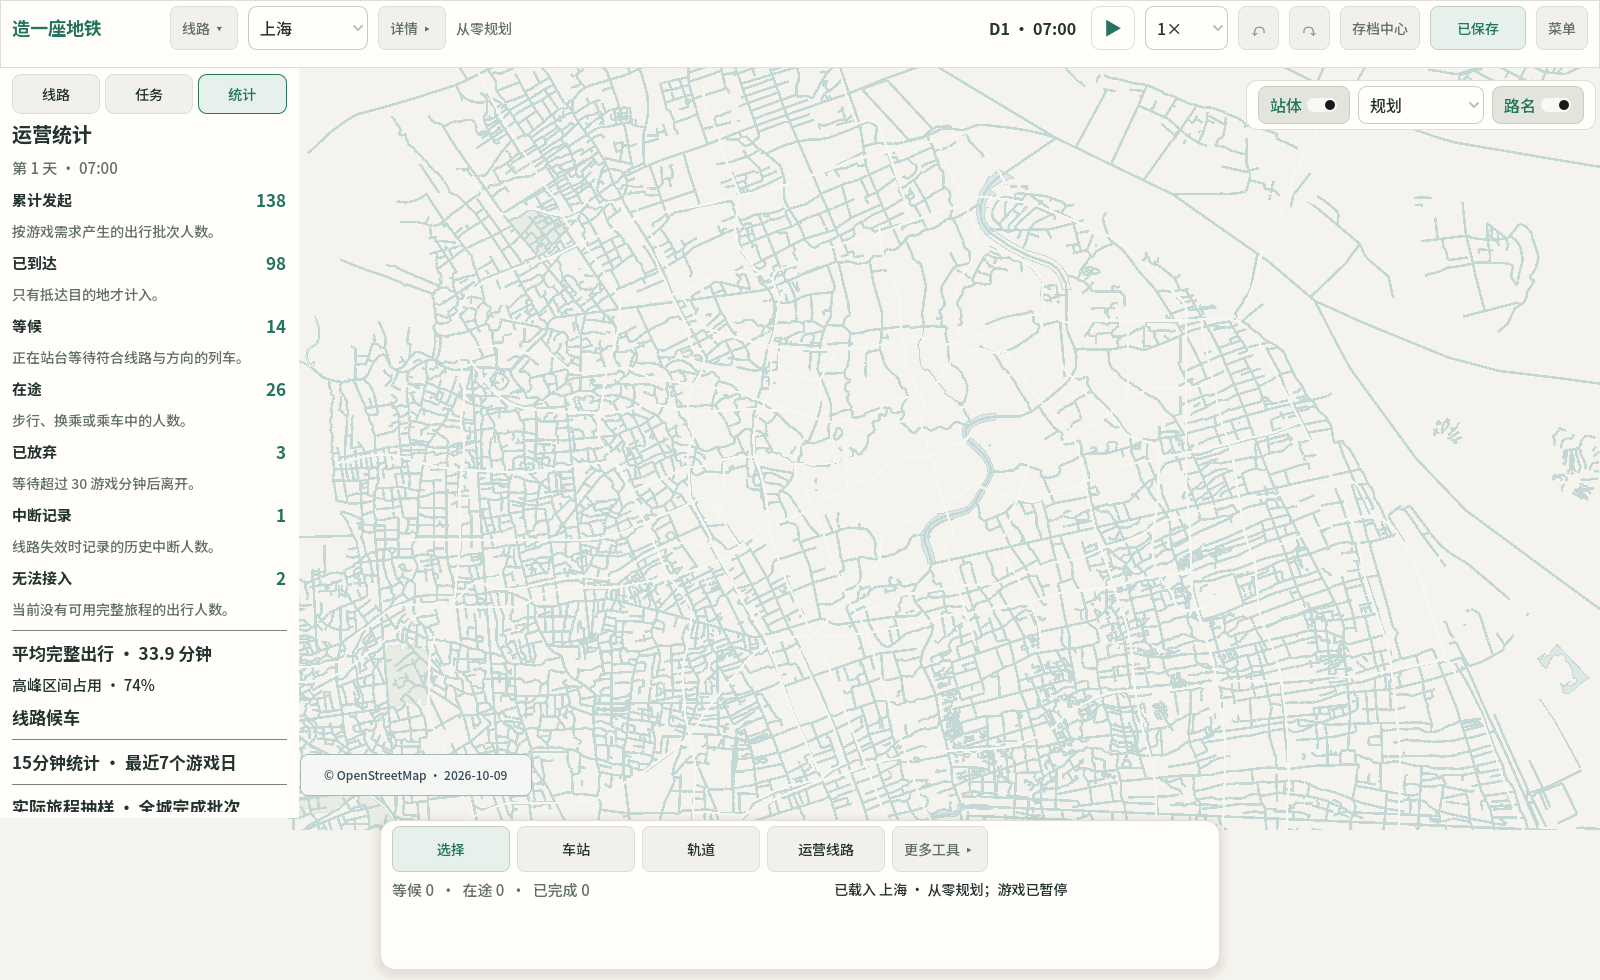 造一座地铁
线路 ▾
上海
详情 ▸
从零规划
D1 · 07:00
1×
存档中心
已保存
菜单
线路
任务
统计
站体
规划
路名
运营统计
第 1 天 · 07:00
累计发起 138
按游戏需求产生的出行批次人数。
已到达 98
只有抵达目的地才计入。
等候 14
正在站台等待符合线路与方向的列车。
在途 26
步行、换乘或乘车中的人数。
已放弃 3
等待超过 30 游戏分钟后离开。
中断记录 1
线路失效时记录的历史中断人数。
无法接入 2
当前没有可用完整旅程的出行人数。
平均完整出行 · 33.9 分钟
高峰区间占用 · 74%
线路候车
15分钟统计 · 最近7个游戏日
实际旅程抽样 · 全城完成批次
© OpenStreetMap · 2026-10-09
选择
车站
轨道
运营线路
更多工具 ▸
等候 0 · 在途 0 · 已完成 0
已载入 上海 · 从零规划；游戏已暂停